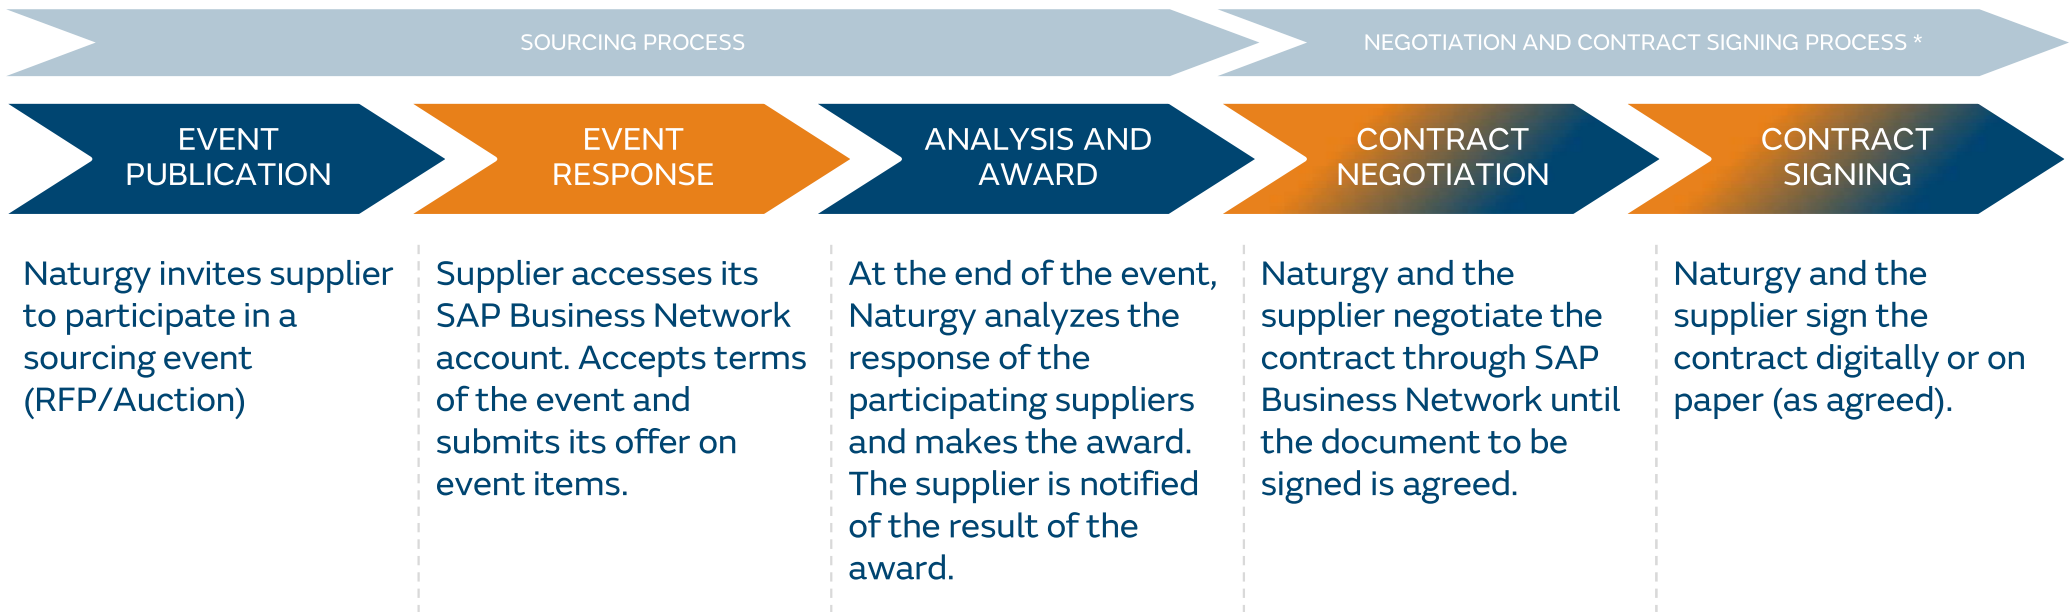 SOURCING PROCESS
NEGOTIATION AND CONTRACT SIGNING PROCESS *
EVENT
PUBLICATION
EVENT
RESPONSE
ANALYSIS AND
AWARD
CONTRACT
NEGOTIATION
CONTRACT
SIGNING
Naturgy invites supplier
to participate in a
sourcing event
(RFP/Auction)
Supplier accesses its
SAP Business Network
account. Accepts terms
of the event and
submits its offer on
event items.
At the end of the event,
Naturgy analyzes the
response of the
participating suppliers
and makes the award.
The supplier is notified
of the result of the
award.
Naturgy and the
supplier negotiate the
contract through SAP
Business Network until
the document to be
signed is agreed.
Naturgy and the
supplier sign the
contract digitally or on
paper (as agreed).